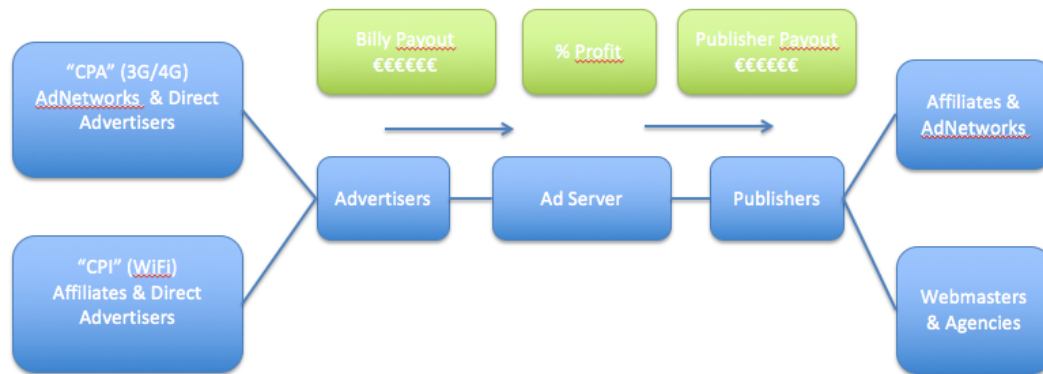 Billy Payout
€€€€€€
% Profit
Publisher Payout
€€€€€€
“CPA” (3G/4G)
AdNetworks & Direct
Advertisers
Affiliates &
AdNetworks
Advertisers
Ad Server
Publishers
“CPI” (WiFi)
Affiliates & Direct
Advertisers
Webmasters
& Agencies